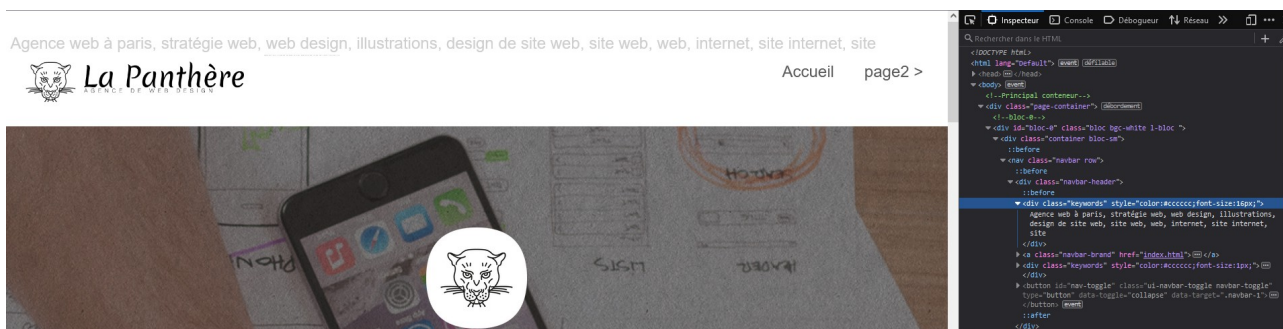 Agence web à paris, stratégie web, web design, illustrations, design de site web, site web, web, internet, site internet, site
La Panthère
AGENCE DE WEB DESIGN
Accueil page2 >
SEARCH
LISTS
HEADER
Inspecteur Console Débogueur Réseau
Rechercher dans le HTML
<!DOCTYPE html>
<html lang="Default"> event défilable
<head> </head>
<body> event
<!--Principal conteneur-->
<div class="page-container"> débordement
<!--bloc-0-->
<div id="bloc-0" class="bloc bgc-white l-bloc ">
<div class="container bloc-sm">
::before
<nav class="navbar row">
::before
<div class="navbar-header">
::before
<div class="keywords" style="color:#cccccc;font-size:16px;">
Agence web à paris, stratégie web, web design, illustrations,
design de site web, site web, web, internet, site internet,
site
</div>
<a class="navbar-brand" href="index.html"> </a>
<div class="keywords" style="color:#cccccc;font-size:1px;">
</div>
<button id="nav-toggle" class="ui-navbar-toggle navbar-toggle"
type="button" data-toggle="collapse" data-target=".navbar-1">
</button> event
::after
</div>